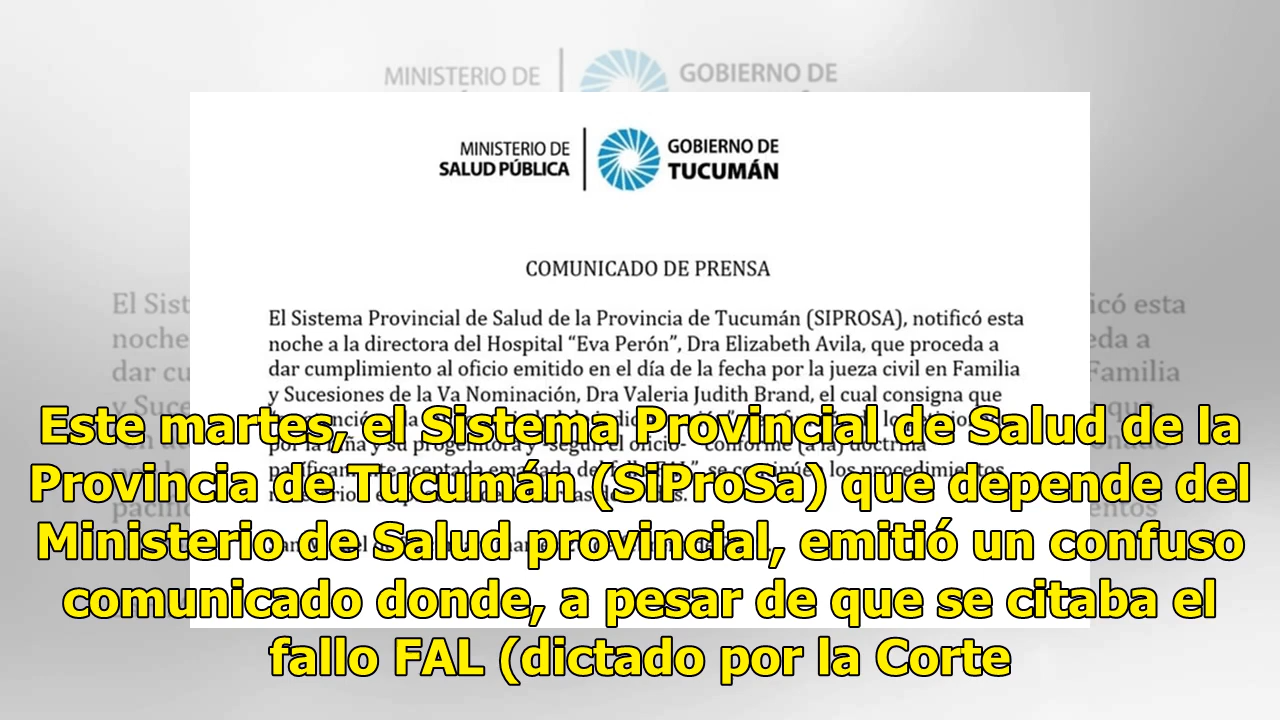 MINISTERIO DE
GOBIERNO DE
MINISTERIO DE
SALUD PÚBLICA
GOBIERNO DE
TUCUMÁN
COMUNICADO DE PRENSA
El Sistema Provincial de Salud de la Provincia de Tucumán (SIPROSA), notificó esta
noche a la directora del Hospital “Eva Perón”, Dra Elizabeth Avila, que proceda a
dar cumplimiento al oficio emitido en el día de la fecha por la jueza civil en Familia
y Sucesiones de la Va Nominación, Dra Valeria Judith Brand, el cual consigna que
Este martes, el Sistema Provincial de Salud de la
Provincia de Tucumán (SiProSa) que depende del
Ministerio de Salud provincial, emitió un confuso
comunicado donde, a pesar de que se citaba el
fallo FAL (dictado por la Corte